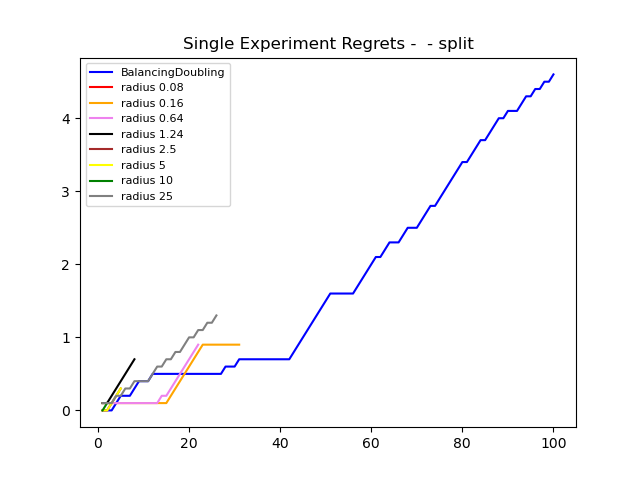 Single Experiment Regrets -  - split
BalancingDoubling
radius 0.08
radius 0.16
radius 0.64
radius 1.24
radius 2.5
radius 5
radius 10
radius 25
4
3
2
1
0
0 20 40 60 80 100